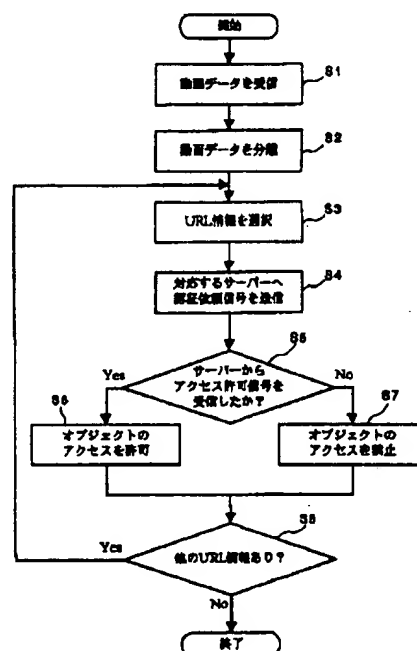 開始
動画データを受信
S1
動画データを分離
S2
URL情報を選択
S3
対応するサーバーへ
認証依頼信号を送信
S4
サーバーから
アクセス許可信号を
受信したか?
S5
Yes
No
オブジェクトの
アクセスを許可
S6
オブジェクトの
アクセスを禁止
S7
他のURL情報あり?
S8
Yes
No
終了